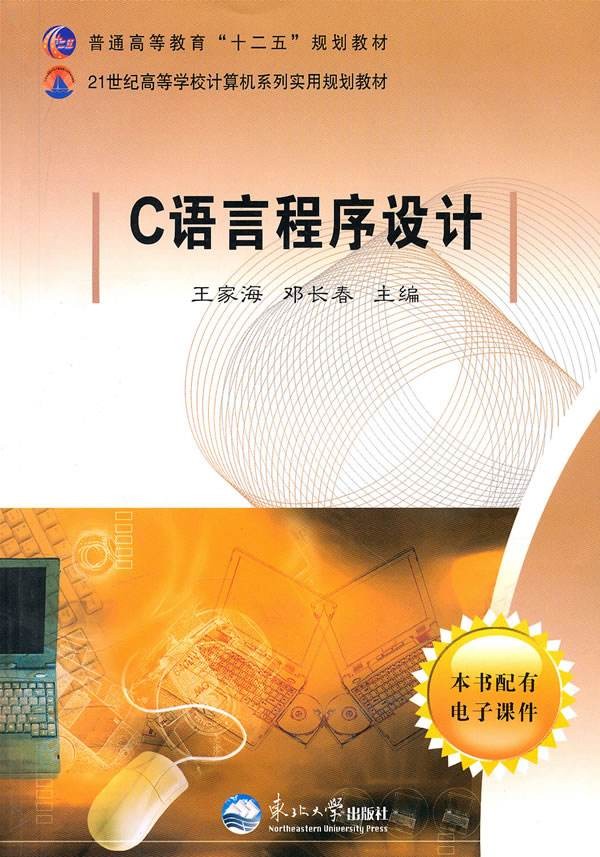 普通高等教育“十二五”规划教材
21世纪高等学校计算机系列实用规划教材
C语言程序设计
王家海 邓长春 主编
本书配有
电子课件
东北大学出版社
Northeastern University Press